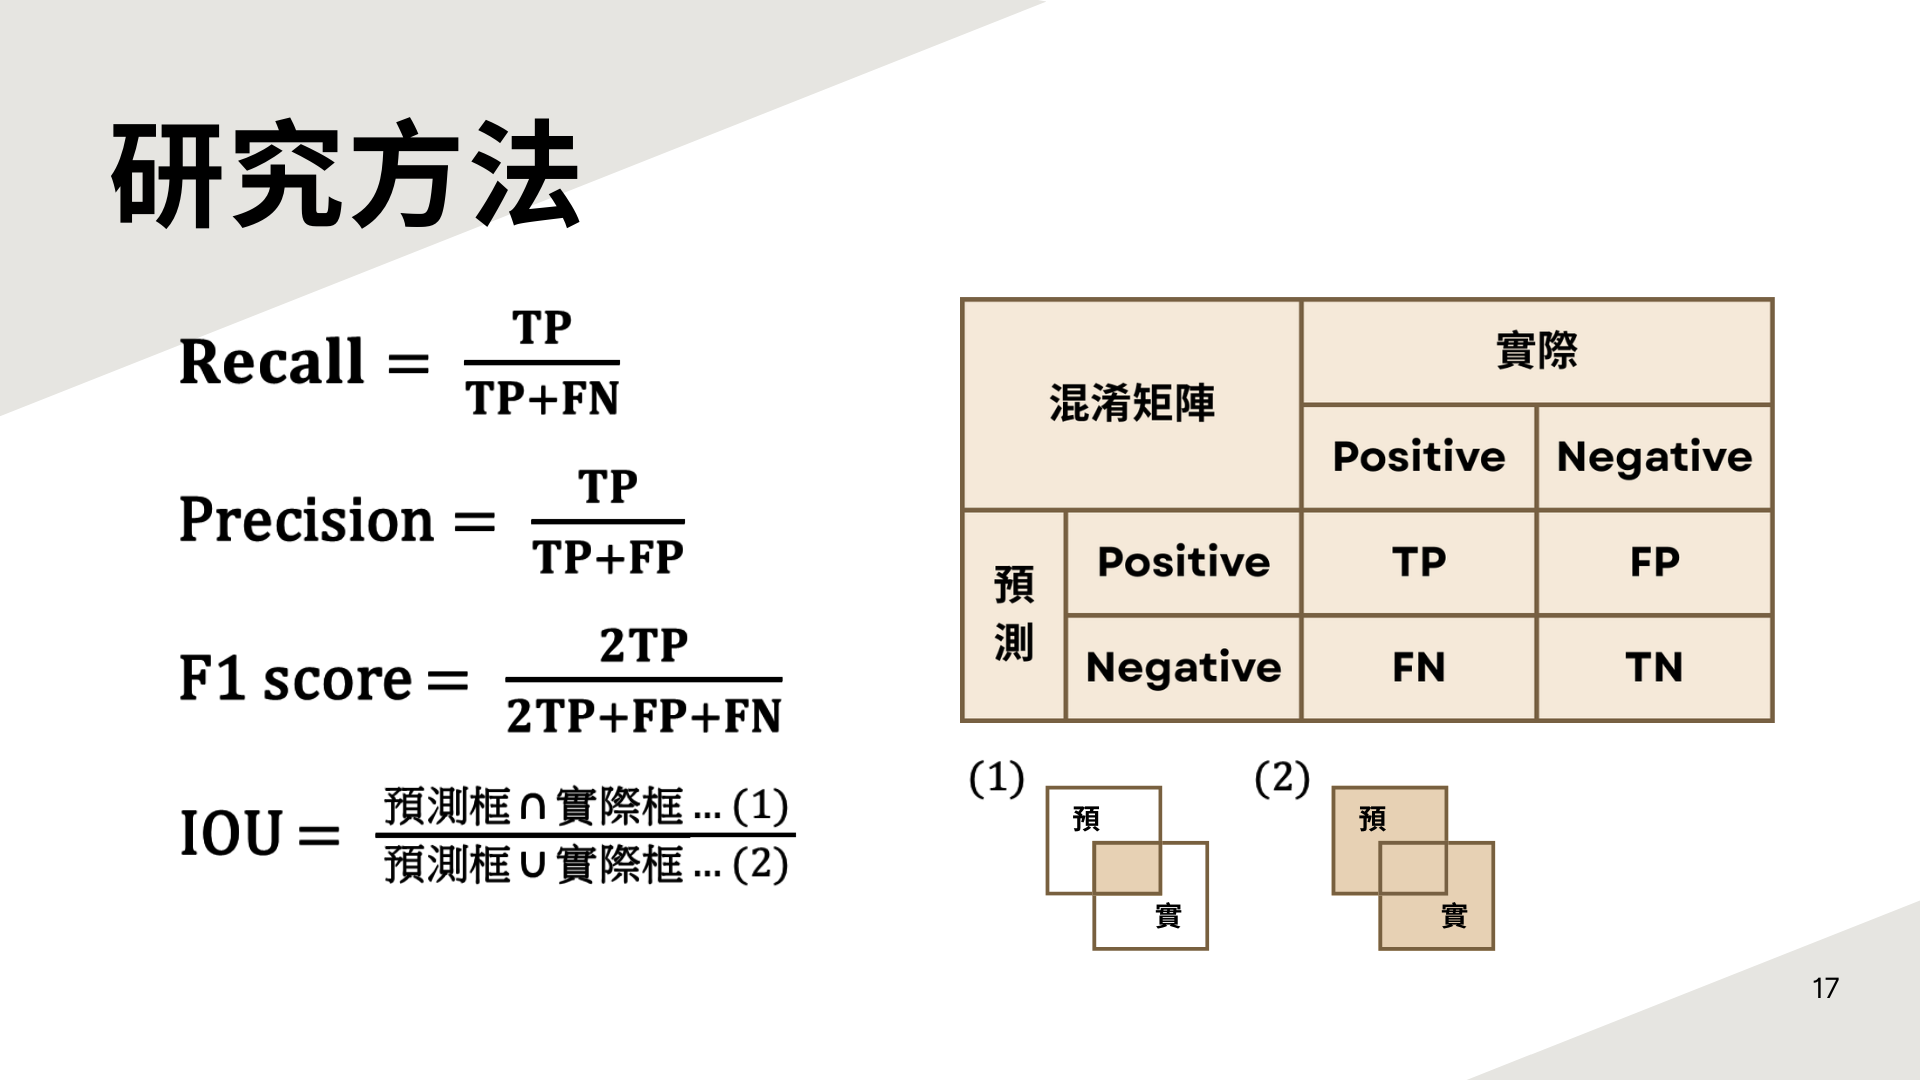 研究方法
Recall = TP
TP+FN
Precision = TP
TP+FP
F1 score = 2TP
2TP+FP+FN
IOU = 預測框∩實際框 ... (1)
預測框∪實際框 ... (2)
混淆矩陣
實際
Positive Negative
預測
Positive TP FP
Negative FN TN
(1)
預
實
(2)
預
實
17